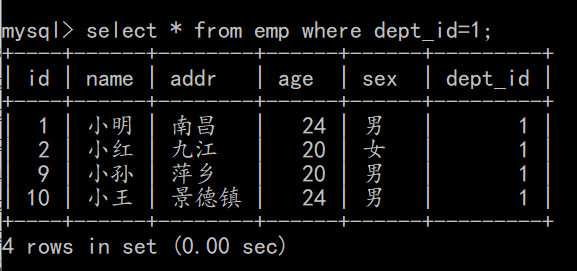 mysql> select * from emp where dept_id=1;
+----+------+--------+------+------+---------+
| id | name | addr | age | sex | dept_id |
+----+------+--------+------+------+---------+
| 1 | 小明 | 南昌 | 24 | 男 | 1 |
| 2 | 小红 | 九江 | 20 | 女 | 1 |
| 9 | 小孙 | 萍乡 | 20 | 男 | 1 |
| 10 | 小王 | 景德镇 | 24 | 男 | 1 |
+----+------+--------+------+------+---------+
4 rows in set (0.00 sec)